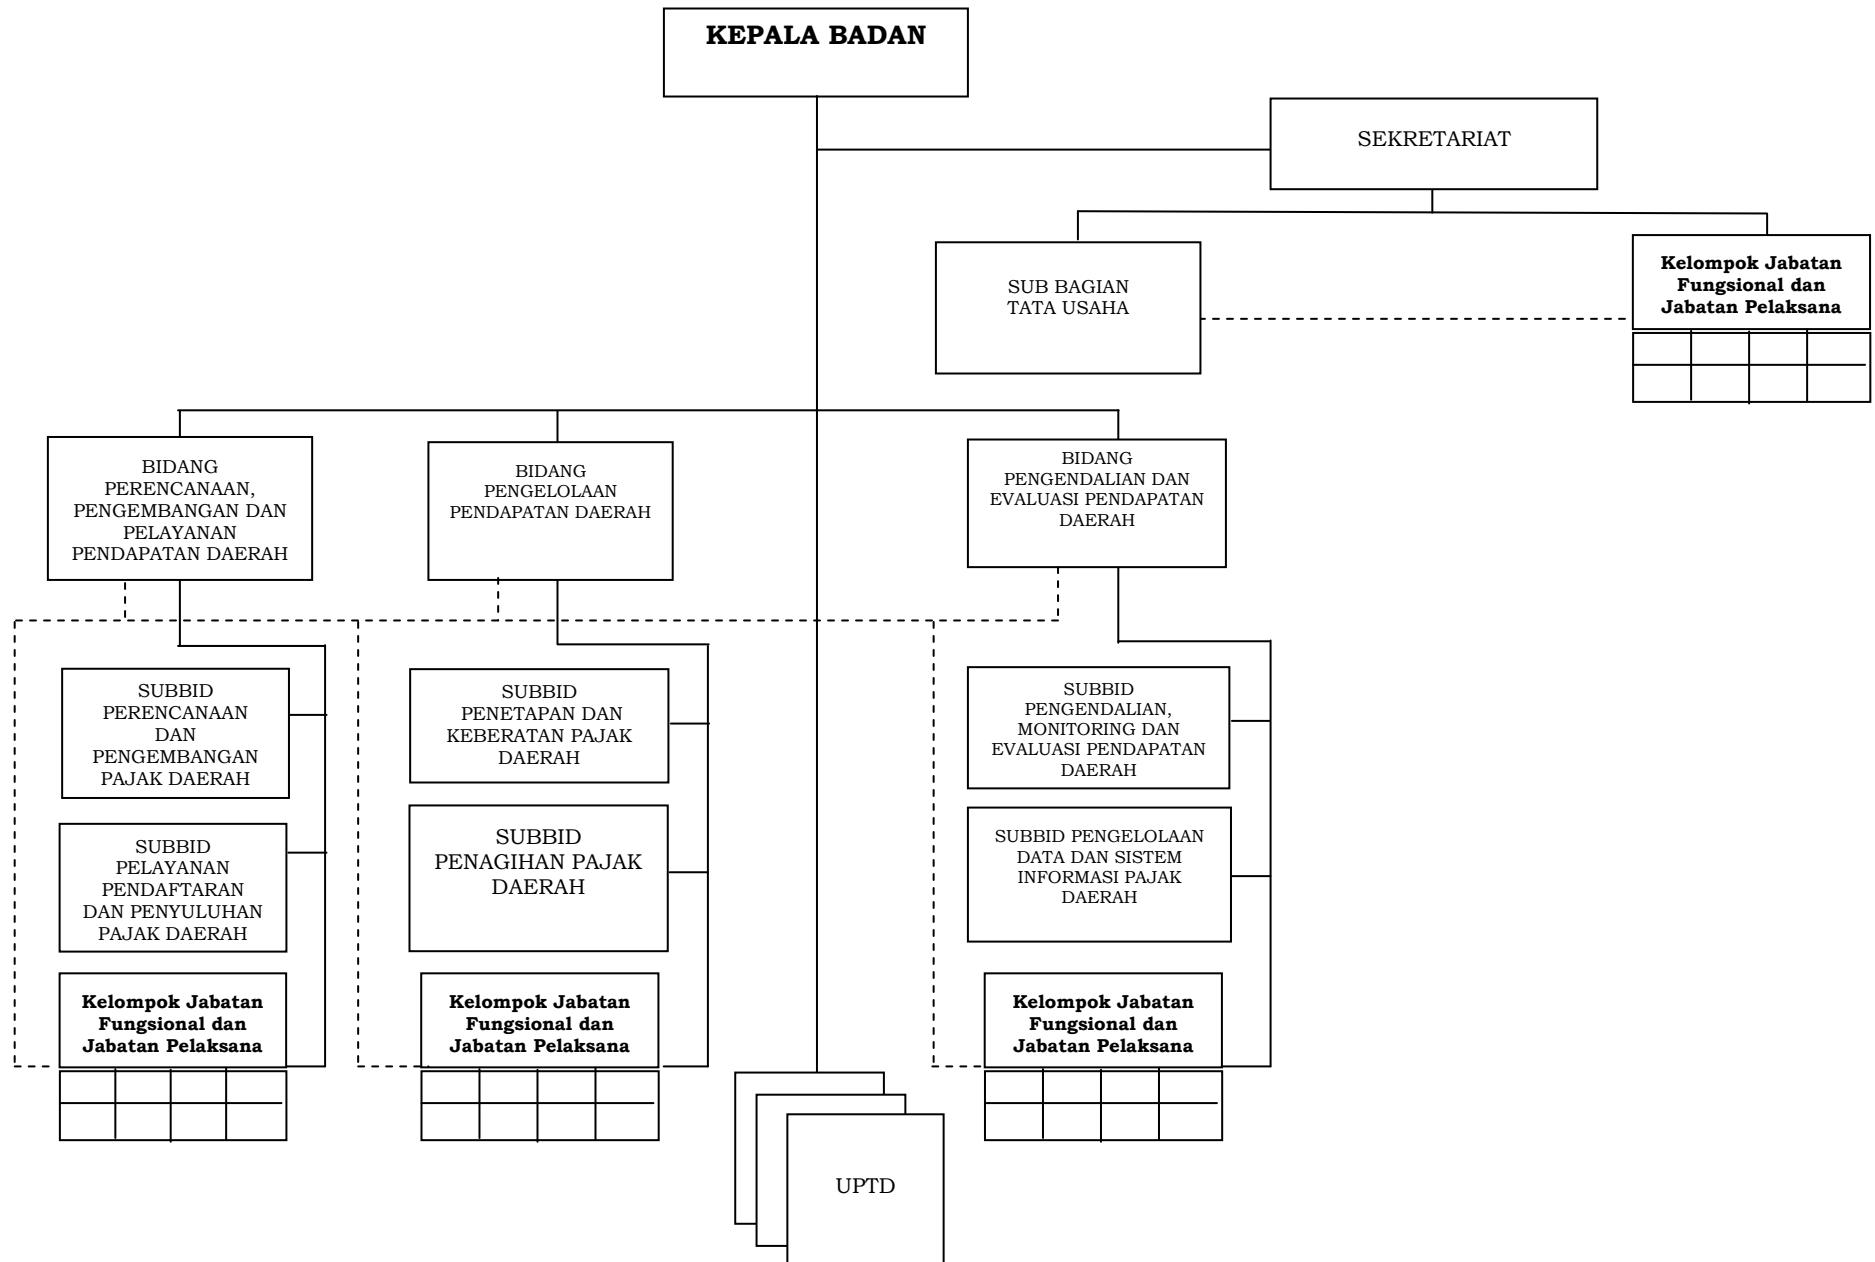 KEPALA BADAN
SEKRETARIAT
SUB BAGIAN
TATA USAHA
Kelompok Jabatan
Fungsional dan
Jabatan Pelaksana
BIDANG
PERENCANAAN,
PENGEMBANGAN DAN
PELAYANAN
PENDAPATAN DAERAH
BIDANG
PENGELOLAAN
PENDAPATAN DAERAH
BIDANG
PENGENDALIAN DAN
EVALUASI PENDAPATAN
DAERAH
SUBBID
PERENCANAAN
DAN
PENGEMBANGAN
PAJAK DAERAH
SUBBID
PENETAPAN DAN
KEBERATAN PAJAK
DAERAH
SUBBID
PENGENDALIAN,
MONITORING DAN
EVALUASI PENDAPATAN
DAERAH
SUBBID
PELAYANAN
PENDAFTARAN
DAN PENYULUHAN
PAJAK DAERAH
SUBBID
PENAGIHAN PAJAK
DAERAH
SUBBID PENGELOLAAN
DATA DAN SISTEM
INFORMASI PAJAK
DAERAH
Kelompok Jabatan
Fungsional dan
Jabatan Pelaksana
Kelompok Jabatan
Fungsional dan
Jabatan Pelaksana
Kelompok Jabatan
Fungsional dan
Jabatan Pelaksana
UPTD